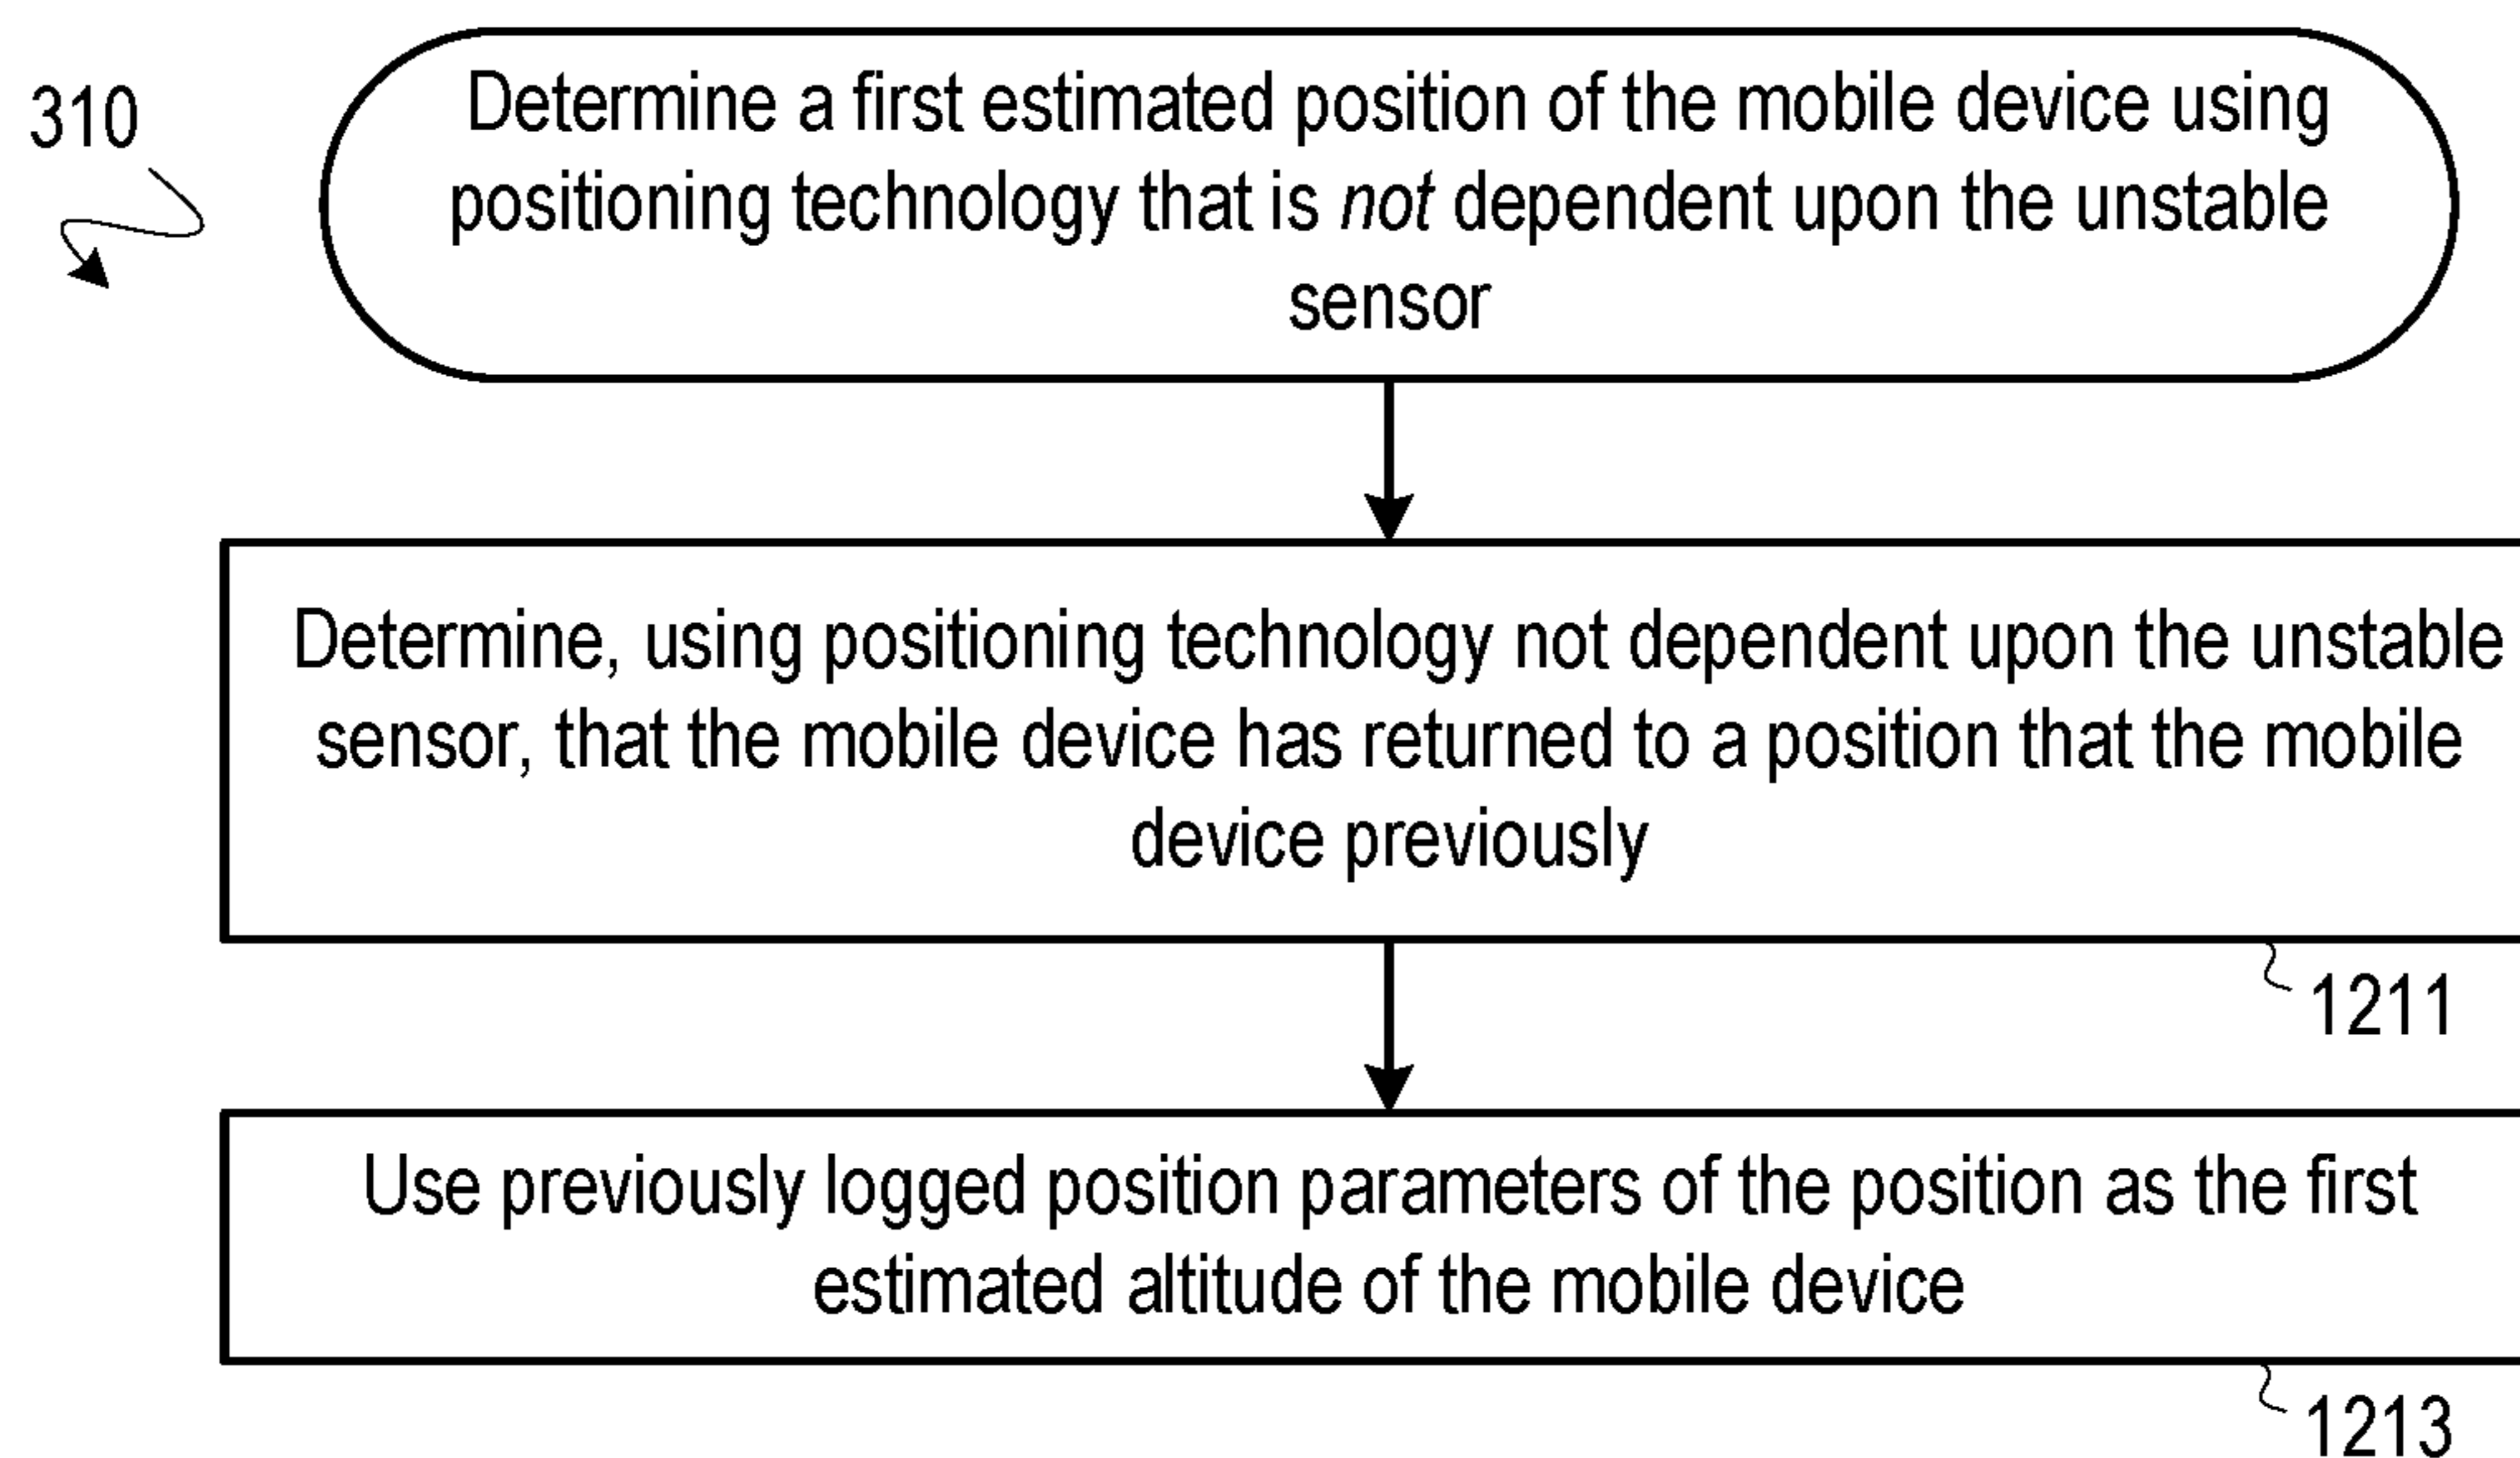 310
Determine a first estimated position of the mobile device using
positioning technology that is not dependent upon the unstable
sensor
Determine, using positioning technology not dependent upon the unstable
sensor, that the mobile device has returned to a position that the mobile
device previously
1211
Use previously logged position parameters of the position as the first
estimated altitude of the mobile device
1213